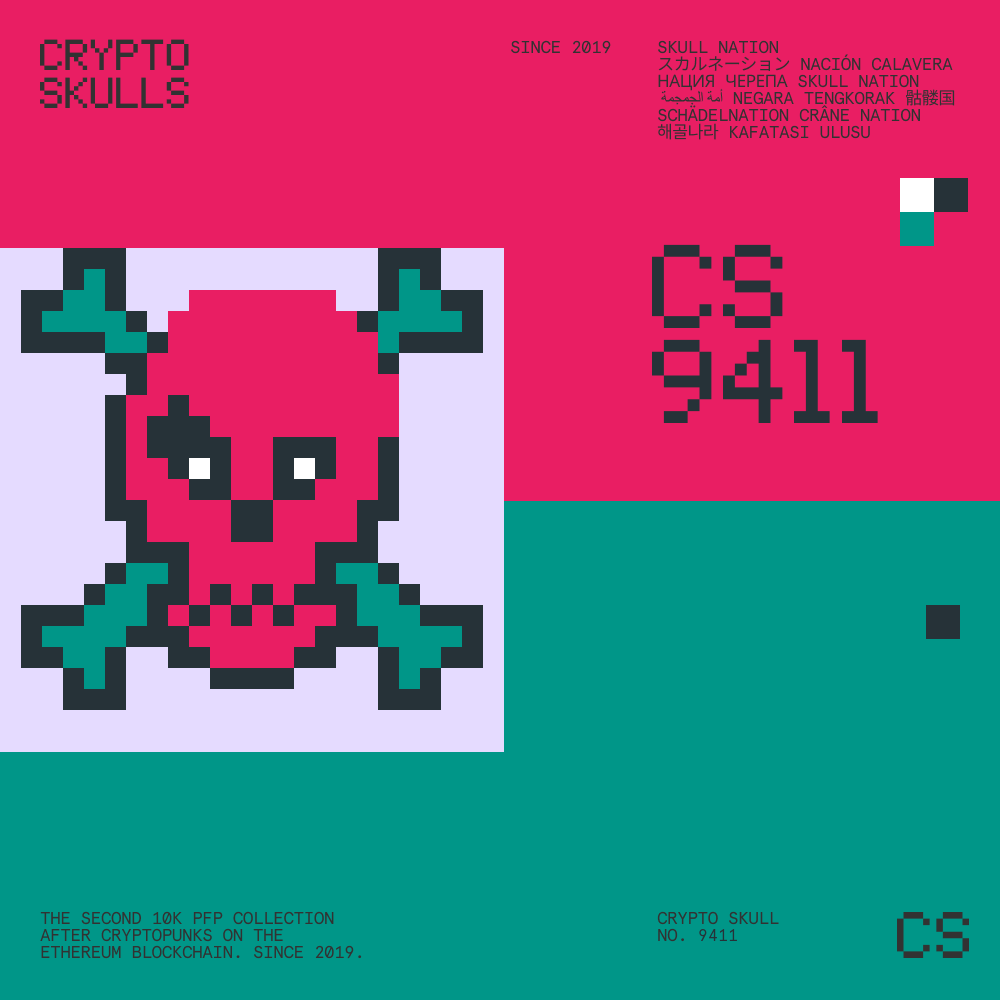 CRYPTO
SKULLS
SINCE 2019
SKULL NATION
スカルネーション NACIÓN CALAVERA
НАЦИЯ ЧЕРЕПА SKULL NATION
أمة الجمجمة NEGARA TENGKORAK 骷髅国
SCHÄDELNATION CRÂNE NATION
해골나라 KAFATASI ULUSU
CS
9411
THE SECOND 10K PFP COLLECTION
AFTER CRYPTOPUNKS ON THE
ETHEREUM BLOCKCHAIN. SINCE 2019.
CRYPTO SKULL
NO. 9411
CS